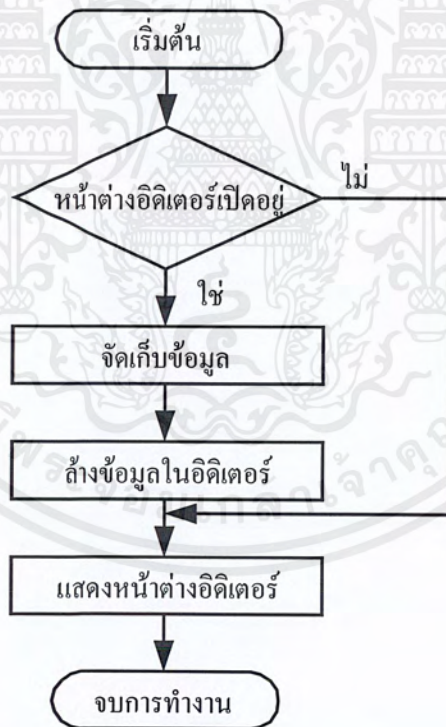 เริ่มต้น
หน้าต่างอิดิเตอร์เปิดอยู่
ไม่
ใช่
จัดเก็บข้อมูล
ล้างข้อมูลในอิดิเตอร์
แสดงหน้าต่างอิดิเตอร์
จบการทำงาน